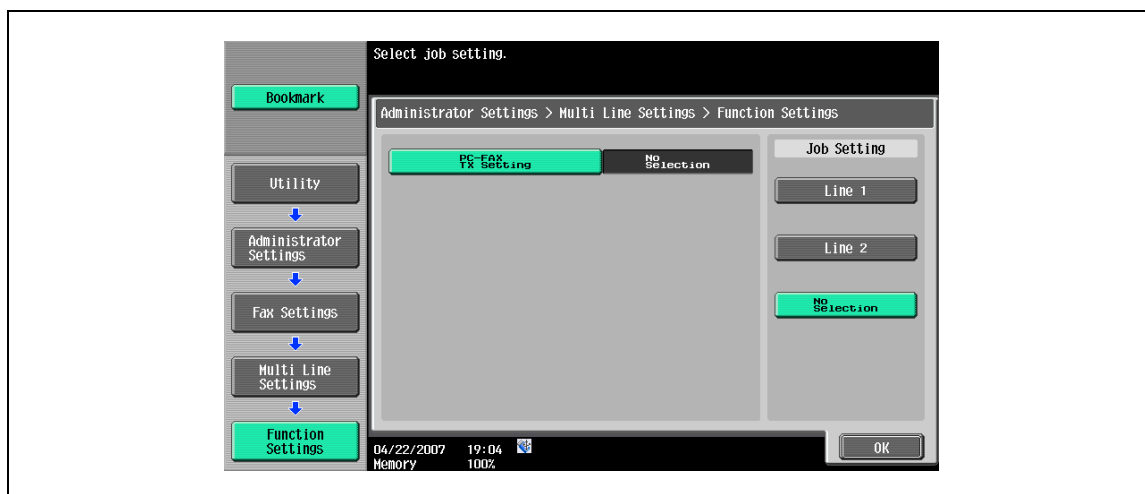 Select job setting.
Bookmark
Administrator Settings > Multi Line Settings > Function Settings
PC-FAX
TX Setting
No
Selection
Job Setting
Line 1
Line 2
No
Selection
Utility
Administrator
Settings
Fax Settings
Multi Line
Settings
Function
Settings
04/22/2007 19:04
Memory 100%
OK